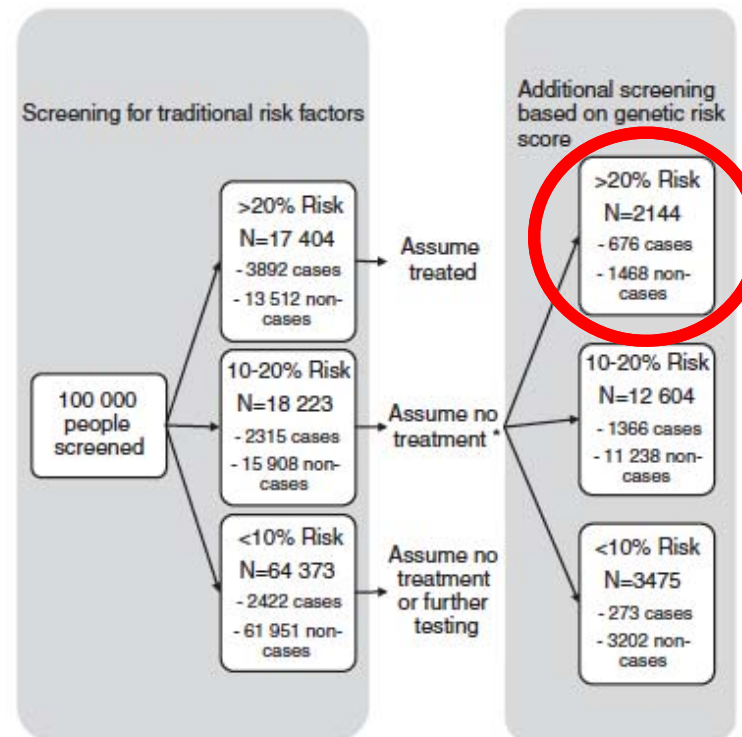 Screening for traditional risk factors
Additional screening
based on genetic risk
score
100 000
people
screened
>20% Risk
N=17 404
- 3892 cases
- 13 512 non-
cases
Assume
treated
10-20% Risk
N=18 223
- 2315 cases
- 15 908 non-
cases
Assume no
treatment *
<10% Risk
N=64 373
- 2422 cases
- 61 951 non-
cases
Assume no
treatment
or further
testing
>20% Risk
N=2144
- 676 cases
- 1468 non-
cases
10-20% Risk
N=12 604
- 1366 cases
- 11 238 non-
cases
<10% Risk
N=3475
- 273 cases
- 3202 non-
cases